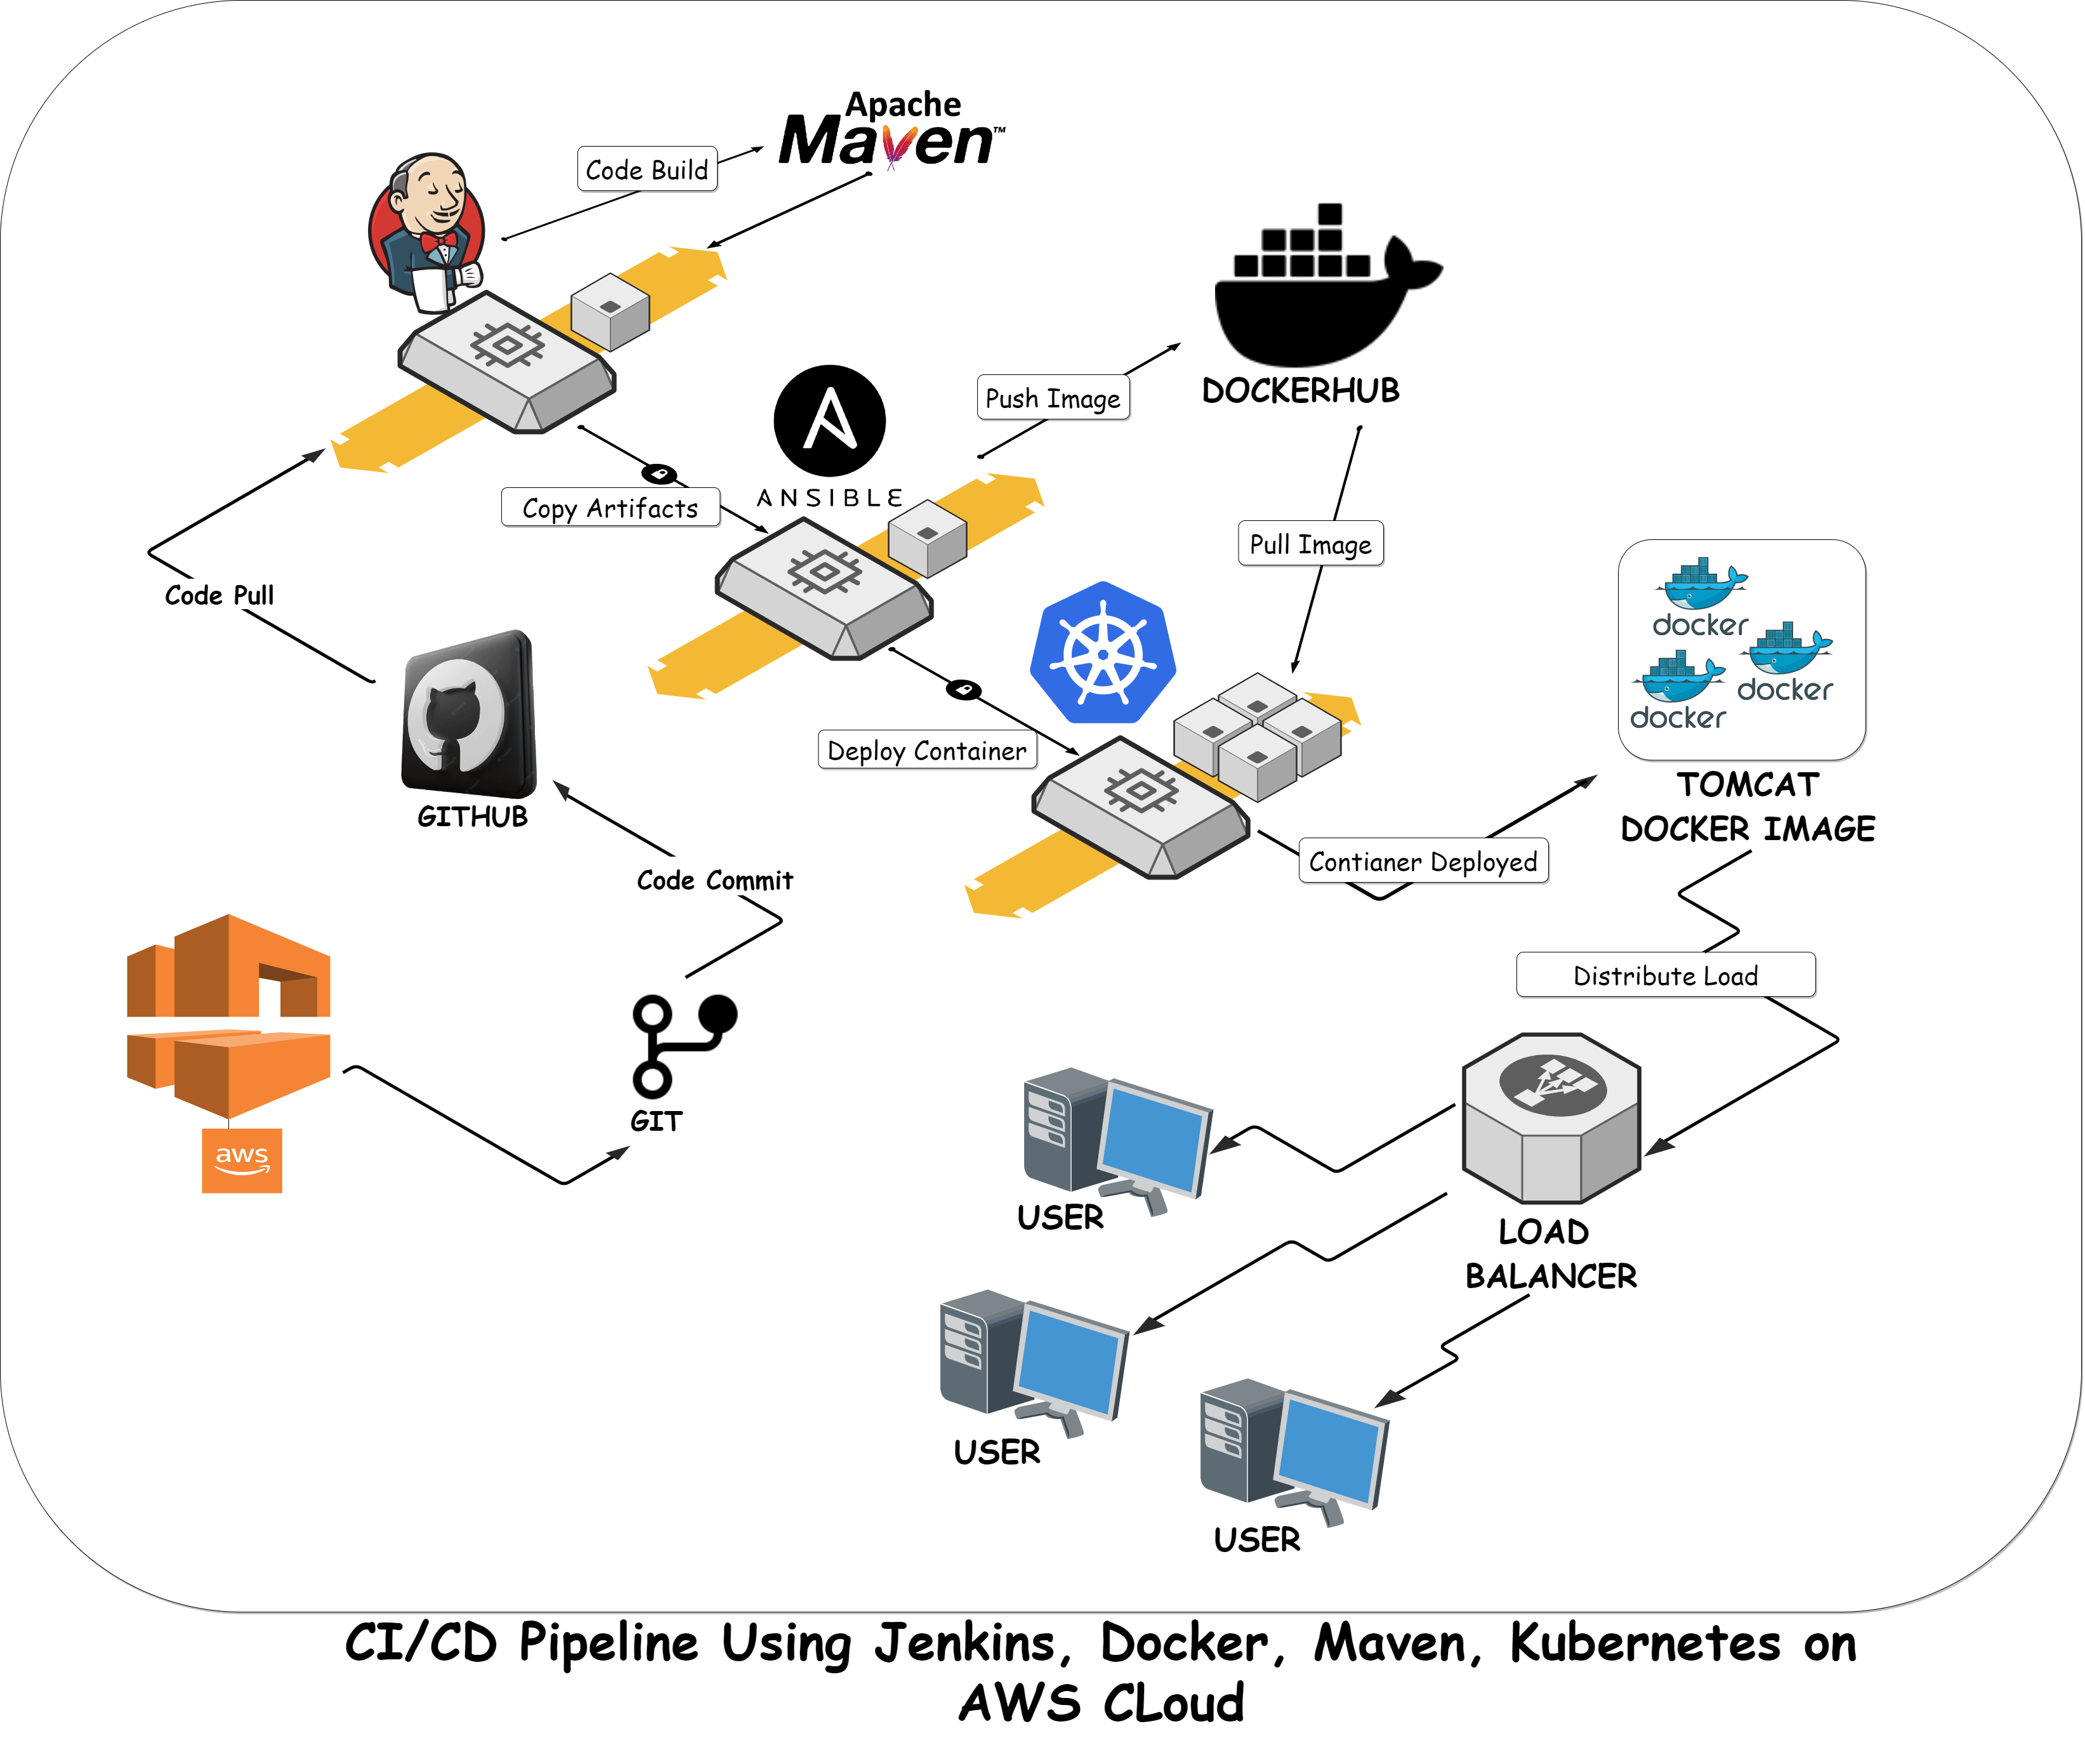 Apache
Maven™
Code Build
DOCKERHUB
Push Image
ANSIBLE
Copy Artifacts
Pull Image
Code Pull
docker
docker
docker
Deploy Container
TOMCAT
DOCKER IMAGE
GITHUB
Contianer Deployed
Code Commit
Distribute Load
GIT
aws
USER
LOAD
BALANCER
USER
USER
CI/CD Pipeline Using Jenkins, Docker, Maven, Kubernetes on
AWS CLoud